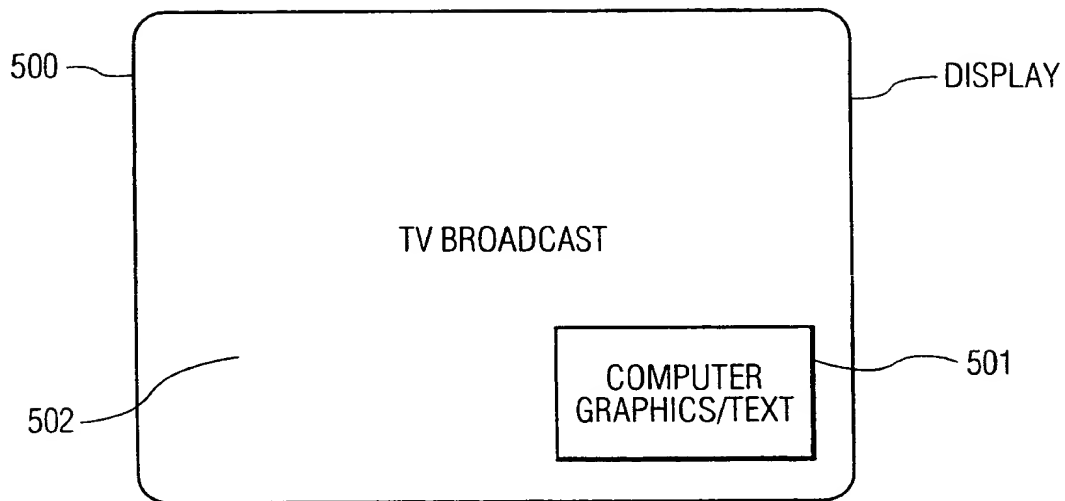 500
DISPLAY
TV BROADCAST
COMPUTER
GRAPHICS/TEXT
501
502